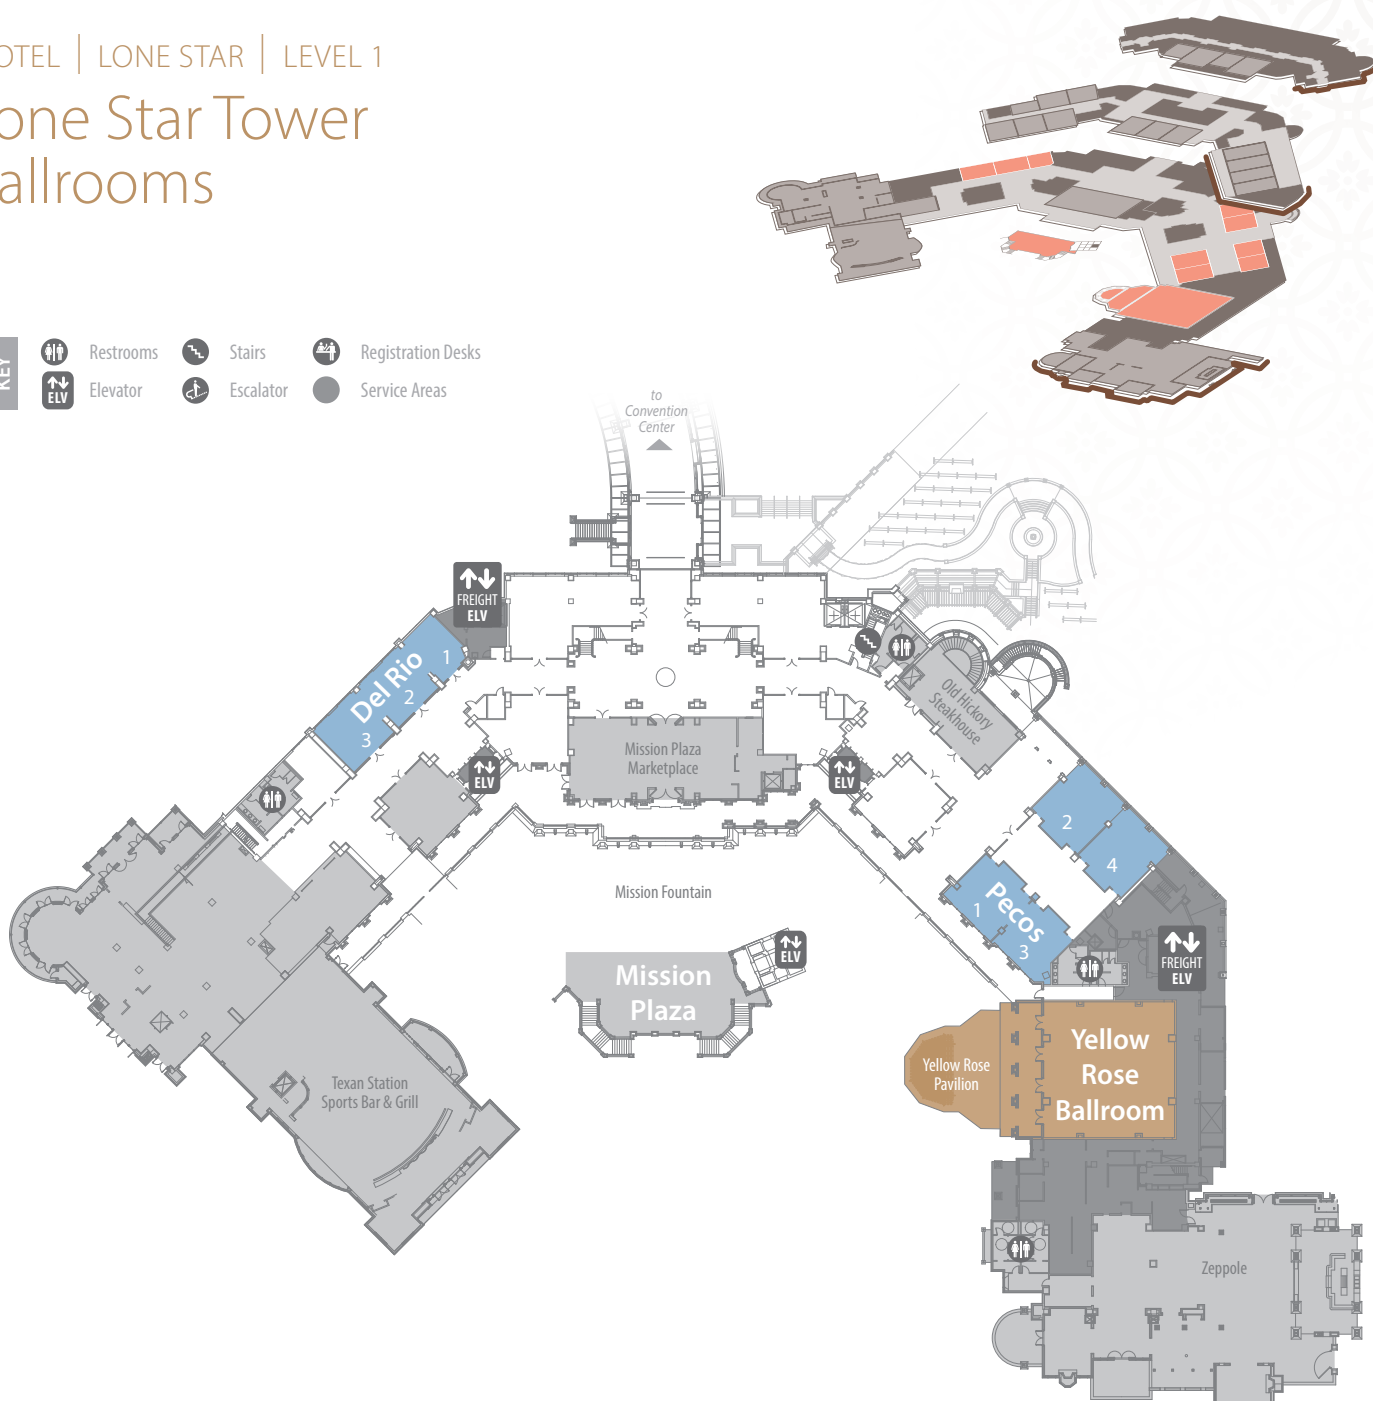 OTEL | LONE STAR | LEVEL 1
one Star Tower
allrooms
KEY
Restrooms
Stairs
Registration Desks
ELV
Elevator
Escalator
Service Areas
to
Convention
Center
FREIGHT
ELV
Del Rio
1
2
3
Old Hickory
Steakhouse
Mission Plaza
Marketplace
ELV
ELV
2
4
Pecos
1
3
Mission Fountain
ELV
FREIGHT
ELV
Mission
Plaza
Yellow
Rose
Ballroom
Yellow Rose
Pavilion
Texan Station
Sports Bar & Grill
Zeppole